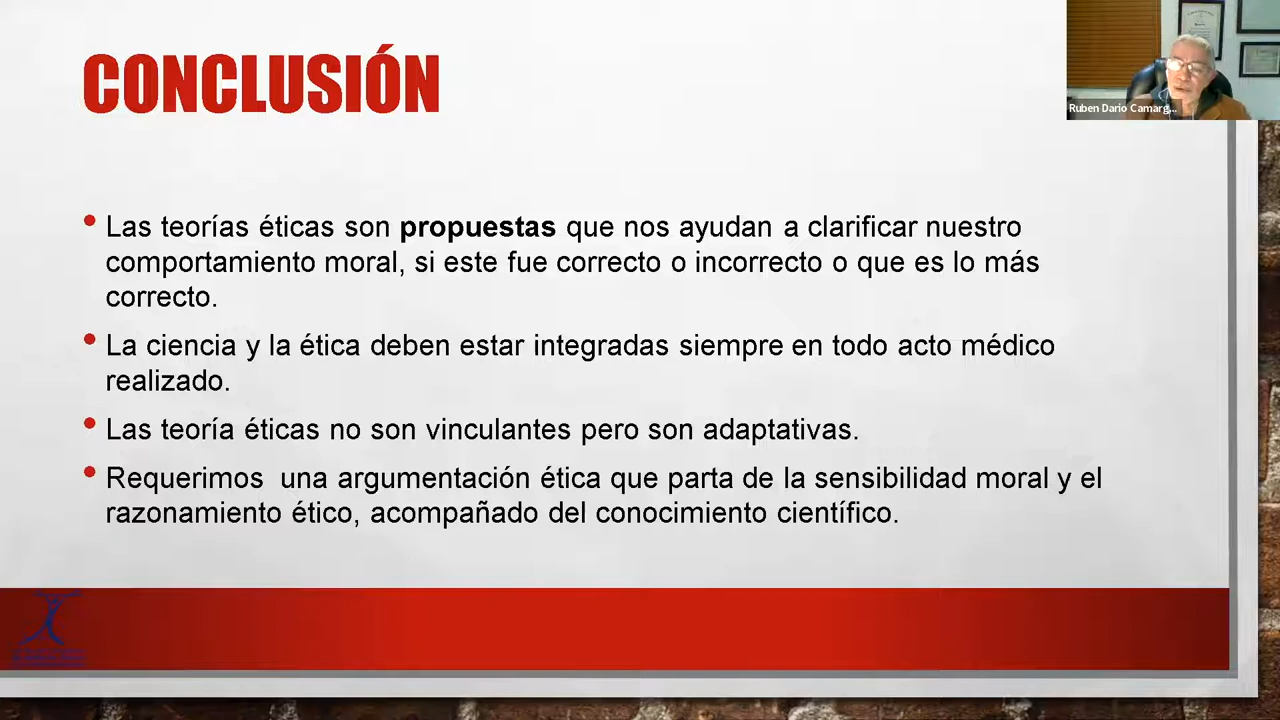 CONCLUSIÓN
Ruben Dario Camarg...
• Las teorías éticas son propuestas que nos ayudan a clarificar nuestro
comportamiento moral, si este fue correcto o incorrecto o que es lo más
correcto.
• La ciencia y la ética deben estar integradas siempre en todo acto médico
realizado.
• Las teoría éticas no son vinculantes pero son adaptativas.
• Requerimos una argumentación ética que parta de la sensibilidad moral y el
razonamiento ético, acompañado del conocimiento científico.